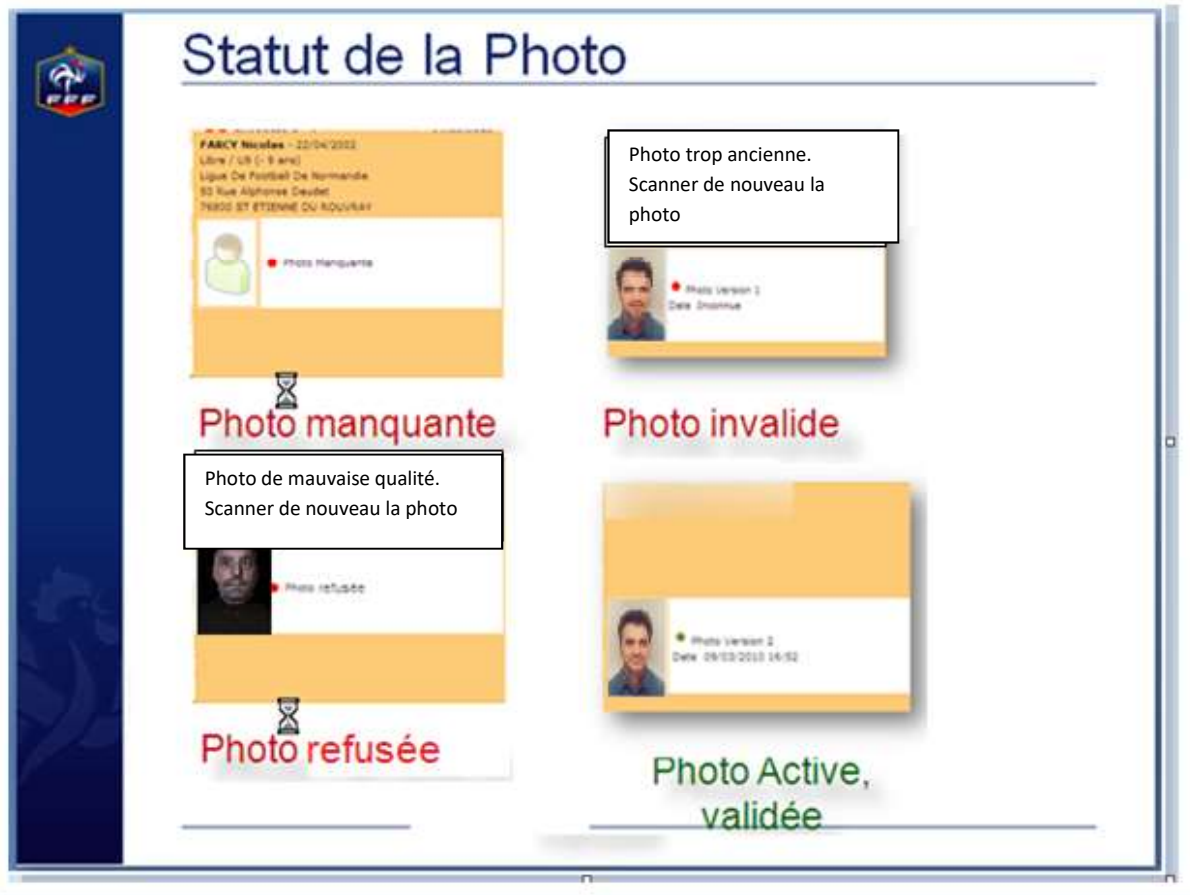 Statut de la Photo
FFF
FARCY Nicolas - 22/04/2002
Libre / U9 (- 9 ans)
Ligue De Football De Normandie
50 Rue Alphonse Daudet
76800 ST ETIENNE DU ROUVRAY
Photo Manquante
Photo manquante
Photo trop ancienne.
Scanner de nouveau la
photo
Photo Version 1
Date Inconnue
Photo invalide
Photo de mauvaise qualité.
Scanner de nouveau la photo
Photo refusée
Photo refusée
Photo Version 2
Date 09/03/2010 16:52
Photo Active,
validée